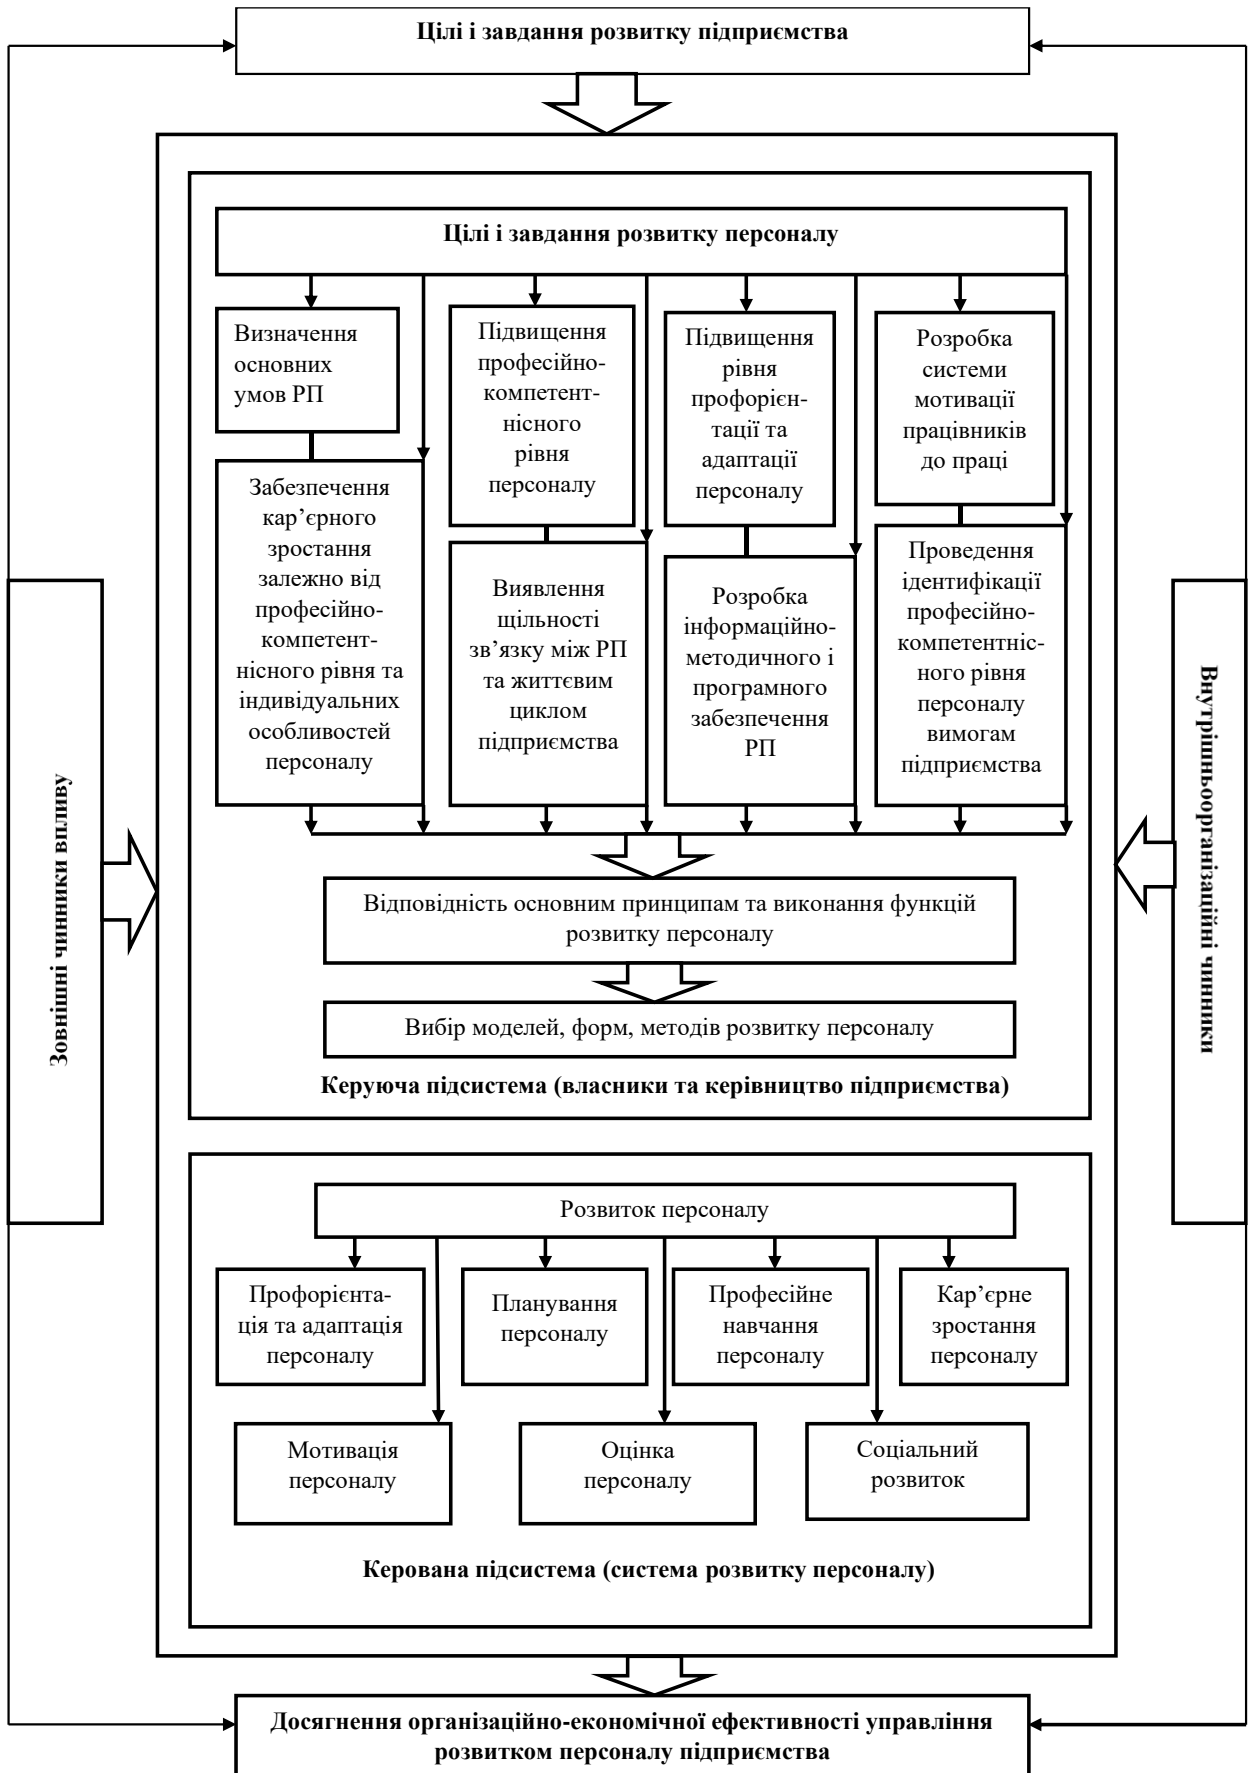 Цілі і завдання розвитку підприємства
Цілі і завдання розвитку персоналу
Визначення
основних
умов РП
Підвищення
професійно-
компетент-
нісного
рівня
персоналу
Підвищення
рівня
профорієн-
тації та
адаптації
персоналу
Розробка
системи
мотивації
працівників
до праці
Забезпечення
кар’єрного
зростання
залежно від
професійно-
компетент-
нісного рівня та
індивідуальних
особливостей
персоналу
Виявлення
щільності
зв’язку між РП
та життєвим
циклом
підприємства
Розробка
інформаційно-
методичного і
програмного
забезпечення
РП
Проведення
ідентифікації
професійно-
компетентніс-
ного рівня
персоналу
вимогам
підприємства
Зовнішні чинники впливу
Внутрішньоорганізаційні чинники
Відповідність основним принципам та виконання функцій
розвитку персоналу
Вибір моделей, форм, методів розвитку персоналу
Керуюча підсистема (власники та керівництво підприємства)
Розвиток персоналу
Профорієнта-
ція та адаптація
персоналу
Планування
персоналу
Професійне
навчання
персоналу
Кар’єрне
зростання
персоналу
Мотивація
персоналу
Оцінка
персоналу
Соціальний
розвиток
Керована підсистема (система розвитку персоналу)
Досягнення організаційно-економічної ефективності управління
розвитком персоналу підприємства